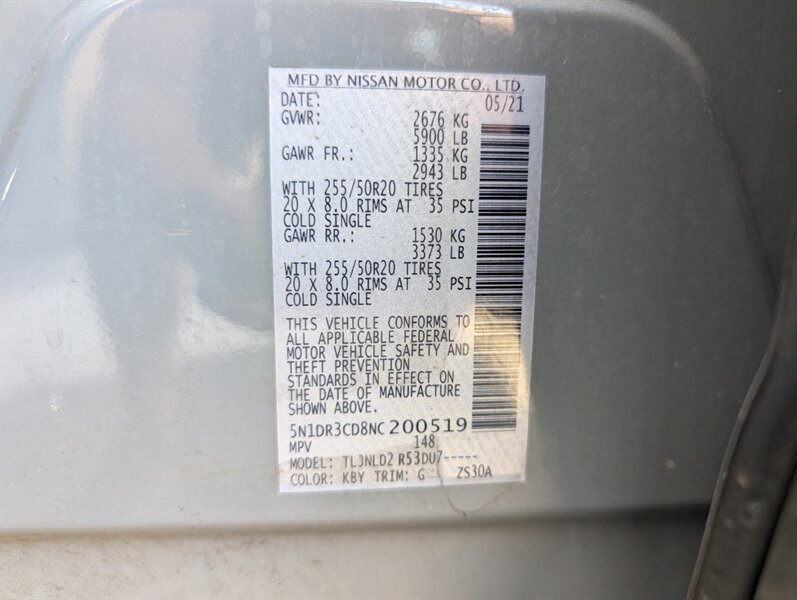 MFD BY NISSAN MOTOR CO., LTD.
DATE: 05/21
GVWR: 2676 KG
5900 LB
GAWR FR.: 1335 KG
2943 LB
WITH 255/50R20 TIRES
20 X 8.0 RIMS AT 35 PSI
COLD SINGLE
GAWR RR.: 1530 KG
3373 LB
WITH 255/50R20 TIRES
20 X 8.0 RIMS AT 35 PSI
COLD SINGLE
THIS VEHICLE CONFORMS TO
ALL APPLICABLE FEDERAL
MOTOR VEHICLE SAFETY AND
THEFT PREVENTION
STANDARDS IN EFFECT ON
THE DATE OF MANUFACTURE
SHOWN ABOVE.
5N1DR3CD8NC200519
MPV 148
MODEL: TL3NLD2 R53DU7-----
COLOR: KBY TRIM: G ZS30A